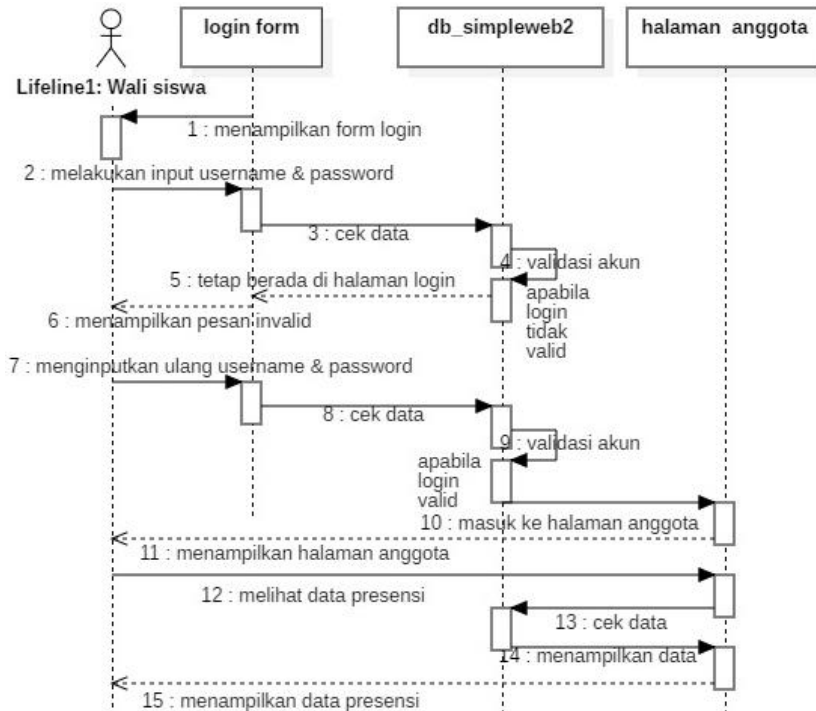 login form
db_simpleweb2
halaman anggota
Lifeline1: Wali siswa
1 : menampilkan form login
2 : melakukan input username & password
3 : cek data
4 : validasi akun
5 : tetap berada di halaman login
apabila
login
tidak
valid
6 : menampilkan pesan invalid
7 : menginputkan ulang username & password
8 : cek data
9 : validasi akun
apabila
login
valid
10 : masuk ke halaman anggota
11 : menampilkan halaman anggota
12 : melihat data presensi
13 : cek data
14 : menampilkan data
15 : menampilkan data presensi